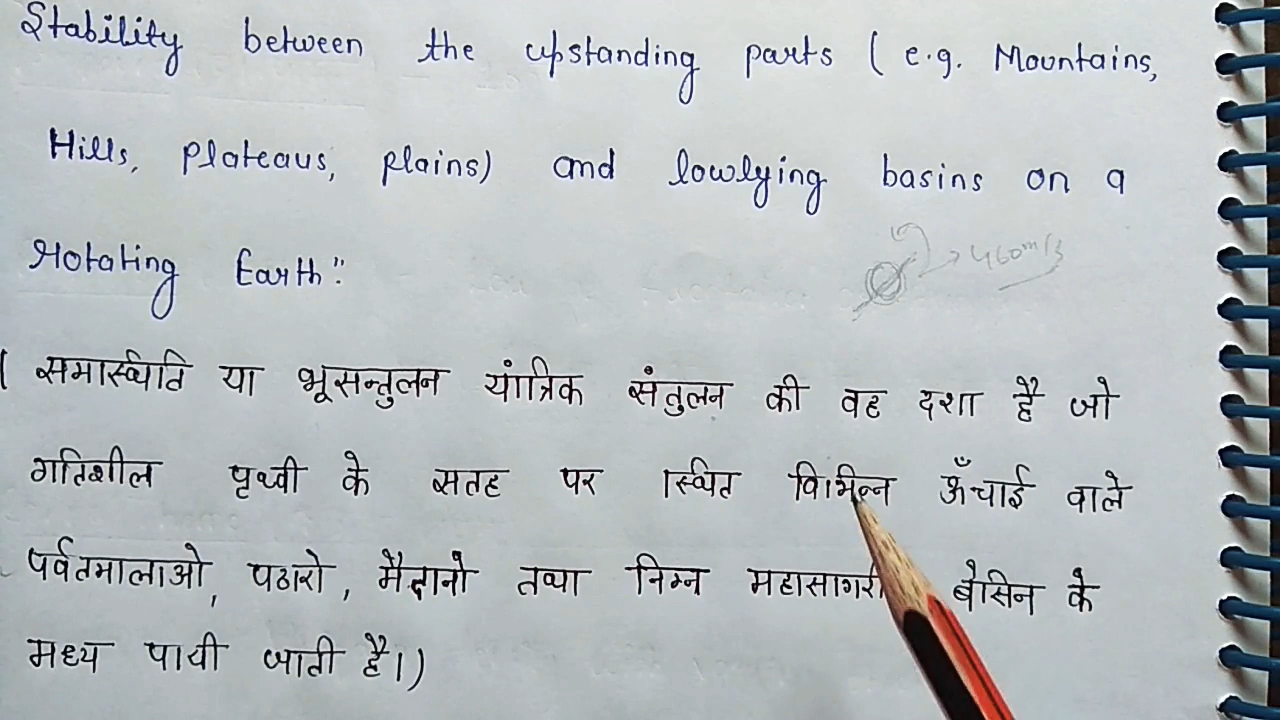 Stability between the upstanding parts ( e.g. Mountains,
Hills, Plateaus, plains) and lowlying basins on a
rotating Earth".
→ 460m/s
( समास्थिति या भूसन्तुलन यांत्रिक संतुलन की वह दशा है जो
गतिशील पृथ्वी के सतह पर स्थित विभिन्न ऊँचाई वाले
पर्वतमालाओ, पठारो, मैदानो तथा निम्न महासागरी बेसिन के
मध्य पायी जाती है।)